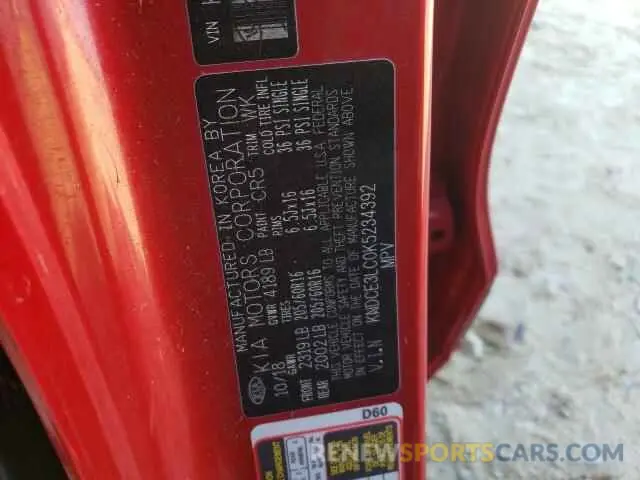 VIN
MANUFACTURED IN KOREA BY
KIA MOTORS CORPORATION
10/18 GVWR 4189 LB PAINT CR5 TRIM WK
GAWR TIRES RIMS COLD TIRE INFL
FRONT 2319 LB 205/60R16 6.5JX16 36 PSI SINGLE
REAR 2002 LB 205/60R16 6.5JX16 36 PSI SINGLE
THIS VEHICLE CONFORMS TO ALL APPLICABLE U.S.A. FEDERAL
MOTOR VEHICLE SAFETY AND THEFT PREVENTION STANDARDS
IN EFFECT ON THE DATE OF MANUFACTURE SHOWN ABOVE.
V.I.N KNDCE3LC0K5234392
MPV
D60
© AutoBidMaster.com